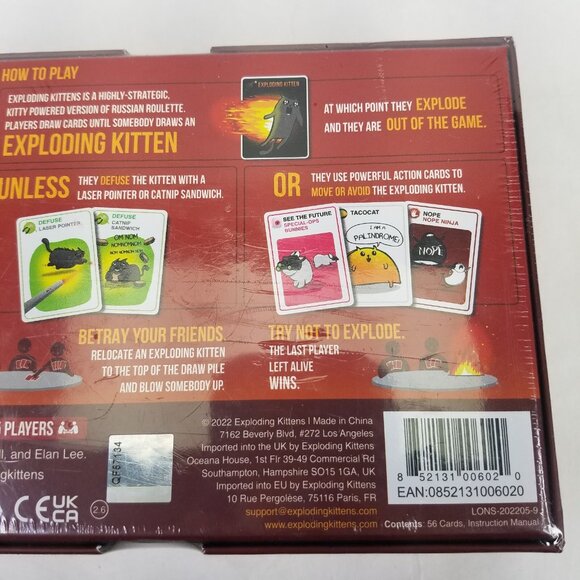 HOW TO PLAY
EXPLODING KITTENS IS A HIGHLY-STRATEGIC,
KITTY POWERED VERSION OF RUSSIAN ROULETTE.
PLAYERS DRAW CARDS UNTIL SOMEBODY DRAWS AN
EXPLODING KITTEN
EXPLODING KITTEN
AT WHICH POINT THEY EXPLODE
AND THEY ARE OUT OF THE GAME.
UNLESS
THEY DEFUSE THE KITTEN WITH A
LASER POINTER OR CATNIP SANDWICH.
DEFUSE
LASER POINTER
DEFUSE
CATNIP
SANDWICH
OM NOM
OR
THEY USE POWERFUL ACTION CARDS TO
MOVE OR AVOID THE EXPLODING KITTEN.
SEE THE FUTURE
SPECIAL-OPS
BUNNIES
TACOCAT
I AM A
PALINDROME!
NOPE
NOPE NINJA
NOPE
BETRAY YOUR FRIENDS.
RELOCATE AN EXPLODING KITTEN
TO THE TOP OF THE DRAW PILE
AND BLOW SOMEBODY UP.
TRY NOT TO EXPLODE.
THE LAST PLAYER
LEFT ALIVE
WINS.
PLAYERS
and Elan Lee.
gkittens
CE UK
CA
2.6
QF67134
© 2022 Exploding Kittens | Made in China
7162 Beverly Blvd, #272 Los Angeles
Imported into the UK by Exploding Kittens
Oceana House, 1st Flr 39-49 Commercial Rd
Southampton, Hampshire SO15 1GA, UK
Imported into EU by Exploding Kittens
10 Rue Pergolèse, 75116 Paris, FR
support@explodingkittens.com
www.explodingkittens.com
8 52131 00602 0
EAN:0852131006020
LONS-202205-9
Contents: 56 Cards, Instruction Manual